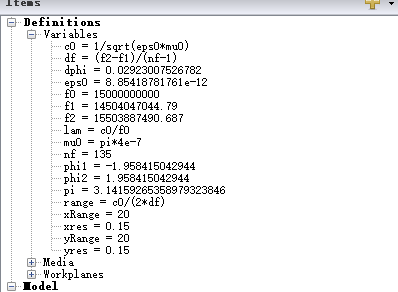 Items
Definitions
Variables
c0 = 1/sqrt(eps0*mu0)
df = (f2-f1)/(nf-1)
dphi = 0.02923007526782
eps0 = 8.85418781761e-12
f0 = 15000000000
f1 = 14504047044.79
f2 = 15503887490.687
lam = c0/f0
mu0 = pi*4e-7
nf = 135
phi1 = -1.958415042944
phi2 = 1.958415042944
pi = 3.14159265358979323846
range = c0/(2*df)
xRange = 20
xres = 0.15
yRange = 20
yres = 0.15
Media
Workplanes
Model